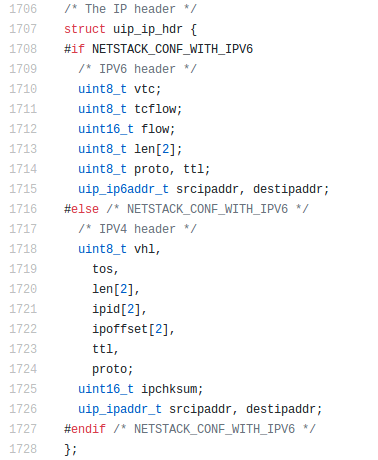 1706 /* The IP header */
1707 struct uip_ip_hdr {
1708 #if NETSTACK_CONF_WITH_IPV6
1709   /* IPV6 header */
1710   uint8_t vtc;
1711   uint8_t tcflow;
1712   uint16_t flow;
1713   uint8_t len[2];
1714   uint8_t proto, ttl;
1715   uip_ip6addr_t srcipaddr, destipaddr;
1716 #else /* NETSTACK_CONF_WITH_IPV6 */
1717   /* IPV4 header */
1718   uint8_t vhl,
1719     tos,
1720     len[2],
1721     ipid[2],
1722     ipoffset[2],
1723     ttl,
1724     proto;
1725   uint16_t ipchksum;
1726   uip_ipaddr_t srcipaddr, destipaddr;
1727 #endif /* NETSTACK_CONF_WITH_IPV6 */
1728 };